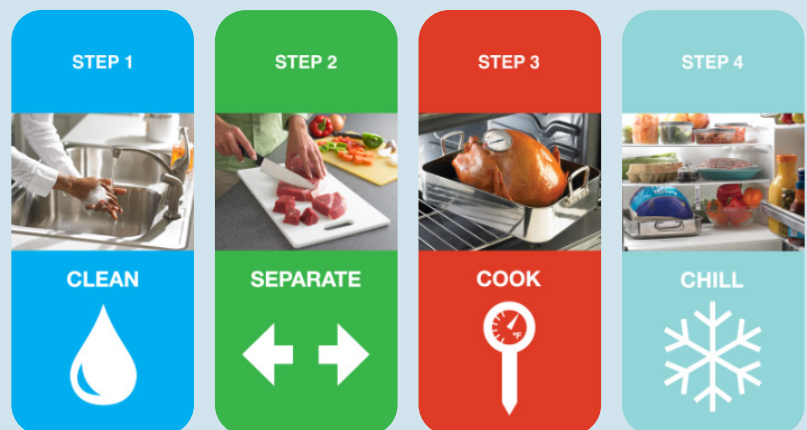 STEP 1
CLEAN
STEP 2
SEPARATE
STEP 3
COOK
°F
STEP 4
CHILL